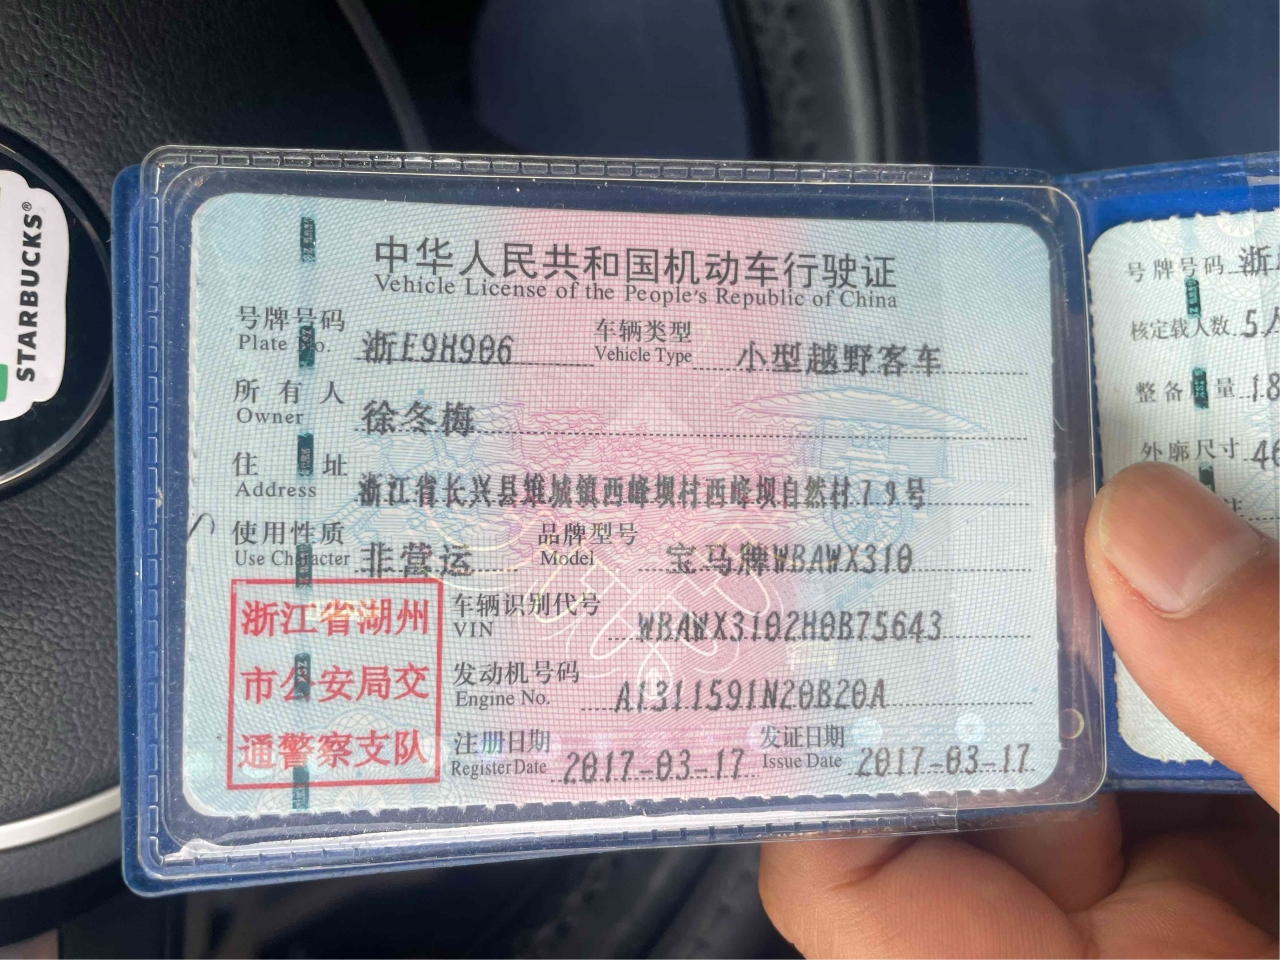 STARBUCKS®
中华人民共和国机动车行驶证
Vehicle License of the People's Republic of China
号牌号码 浙E9H906 车辆类型 小型越野客车
Plate No. Vehicle Type
所有人 徐冬梅
Owner
住址 浙江省长兴县雉城镇西峰坝村西峰坝自然村79号
Address
使用性质 非营运 品牌型号 宝马牌WBAWX310
Use Character Model
浙江省湖州
市公安局交
通警察支队
车辆识别代号 WBAWX3102H0B75643
VIN
发动机号码 A1311591N20B20A
Engine No.
注册日期 2017-03-17 发证日期 2017-03-17
Register Date Issue Date
号牌号码 浙
核定载人数 5人
整备质量 18
外廓尺寸 46